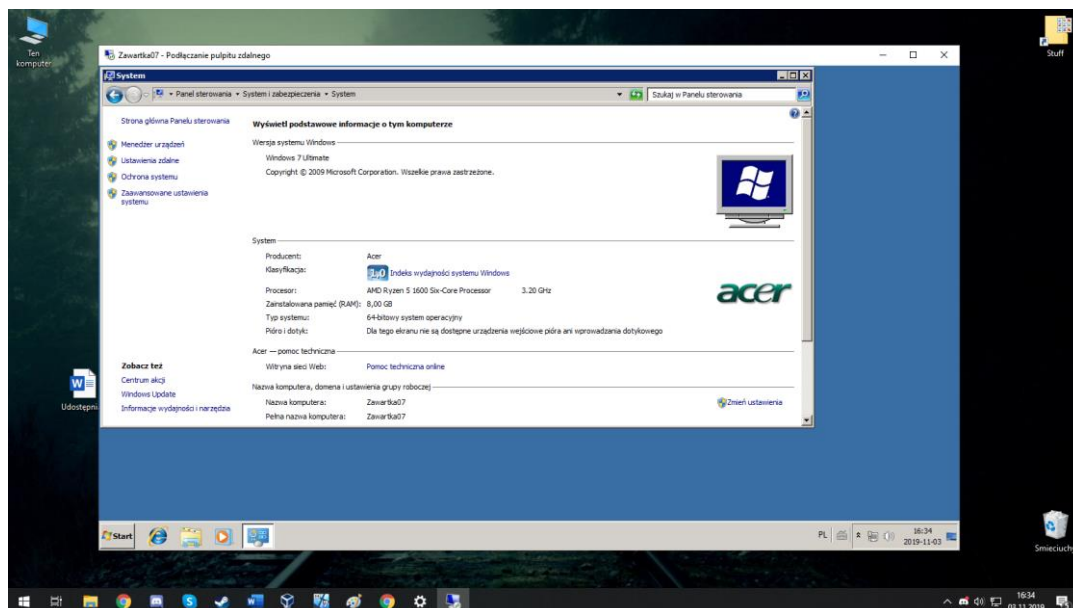 Ten
komputer
Stuff
Zawartka07 - Podłączanie pulpitu zdalnego
System
Panel sterowania
System i zabezpieczenia
System
Szukaj w Panelu sterowania
Strona główna Panelu sterowania
Menedżer urządzeń
Ustawienia zdalne
Ochrona systemu
Zaawansowane ustawienia
systemu
Wyświetl podstawowe informacje o tym komputerze
Wersja systemu Windows
Windows 7 Ultimate
Copyright © 2009 Microsoft Corporation. Wszelkie prawa zastrzeżone.
System
Producent: Acer
Klasyfikacja: Indeks wydajności systemu Windows
Procesor: AMD Ryzen 5 1600 Six-Core Processor 3.20 GHz
Zainstalowana pamięć (RAM): 8,00 GB
Typ systemu: 64-bitowy system operacyjny
Pióro i dotyk: Dla tego ekranu nie są dostępne urządzenia wejściowe pióra ani wprowadzania dotykowego
acer
Acer — pomoc techniczna
Witryna sieci Web: Pomoc techniczna online
Nazwa komputera, domena i ustawienia grupy roboczej
Nazwa komputera: Zawartka07
Zmień ustawienia
Pełna nazwa komputera: Zawartka07
Zobacz też
Centrum akcji
Windows Update
Informacje wydajności i narzędzia
Udostępni
Start
PL
16:34
2019-11-03
Smieciuch
16:34
03.11.2019